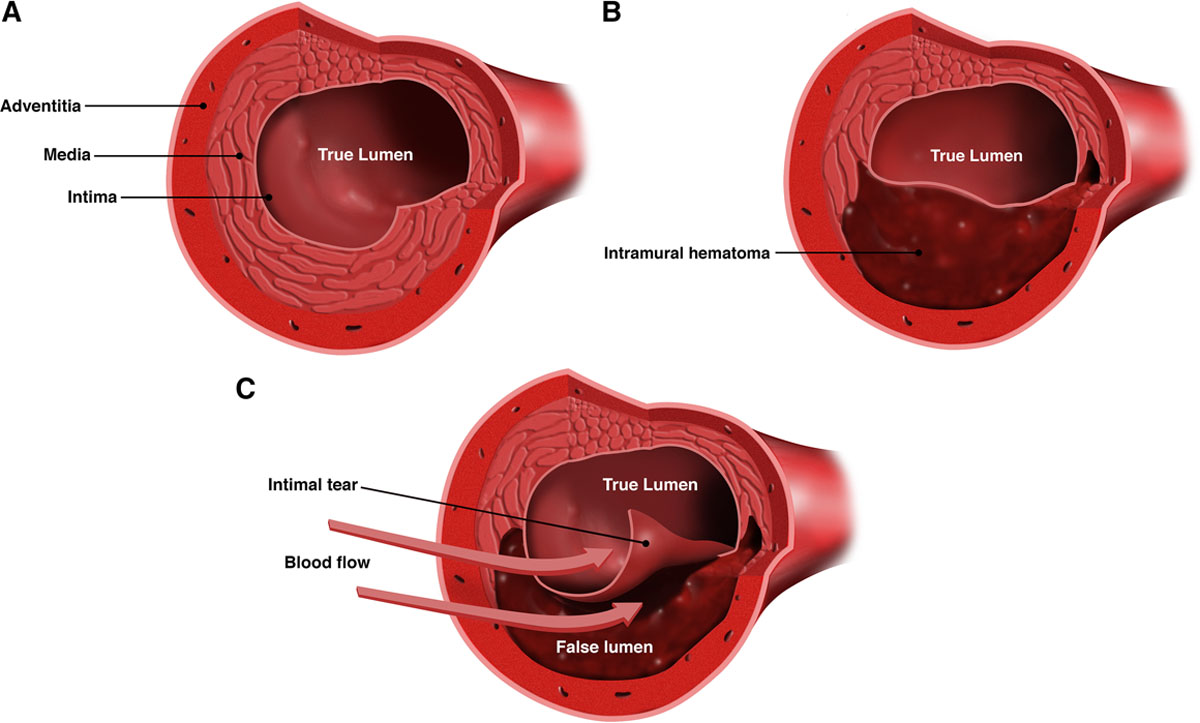 A
Adventitia
Media
Intima
True Lumen
B
True Lumen
Intramural hematoma
C
Intimal tear
True Lumen
Blood flow
False lumen